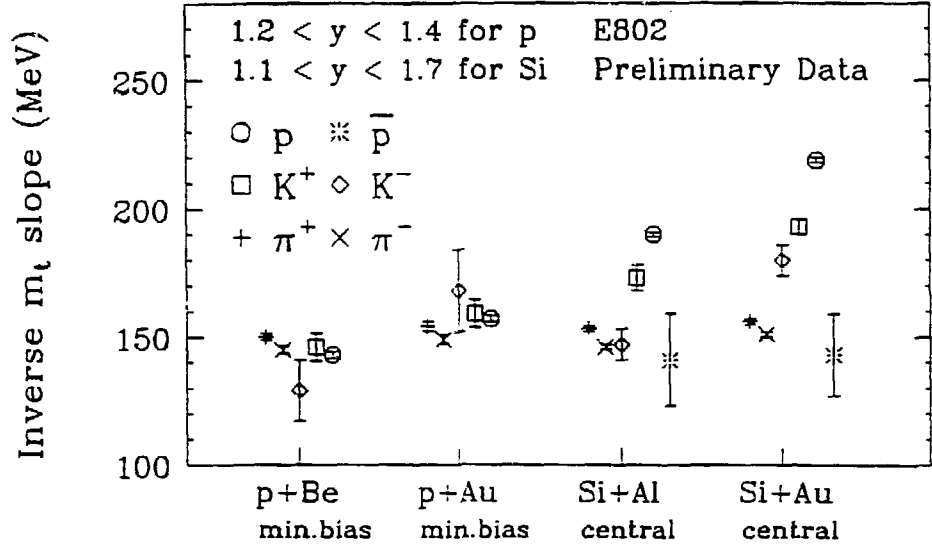 1.2 < y < 1.4 for p E802
1.1 < y < 1.7 for Si Preliminary Data
p p̅
K⁺ K⁻
π⁺ π⁻
Inverse mₜ slope (MeV)
250
200
150
100
p+Be p+Au Si+Al Si+Au
min.bias min.bias central central